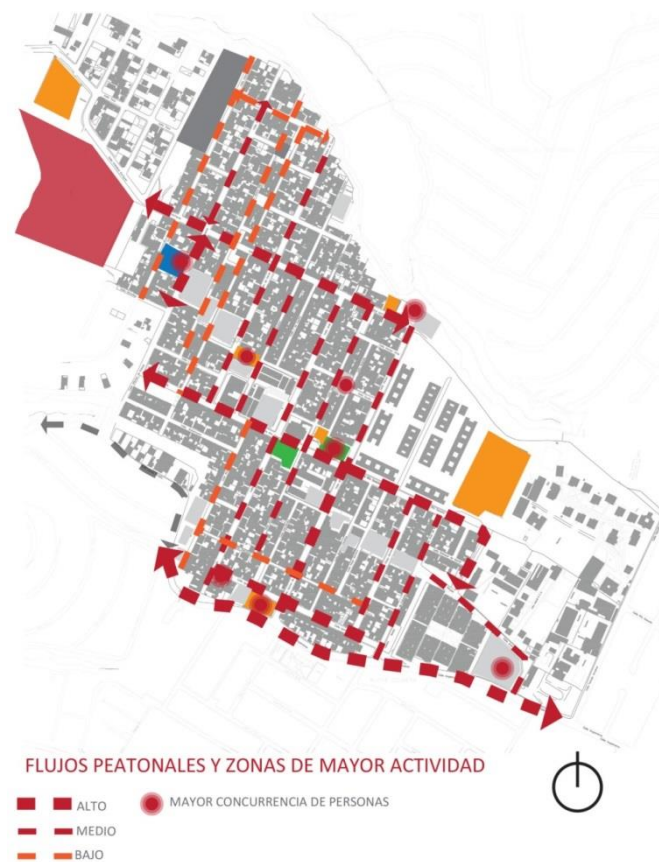 FLUJOS PEATONALES Y ZONAS DE MAYOR ACTIVIDAD
ALTO
MAYOR CONCURRENCIA DE PERSONAS
MEDIO
BAJO